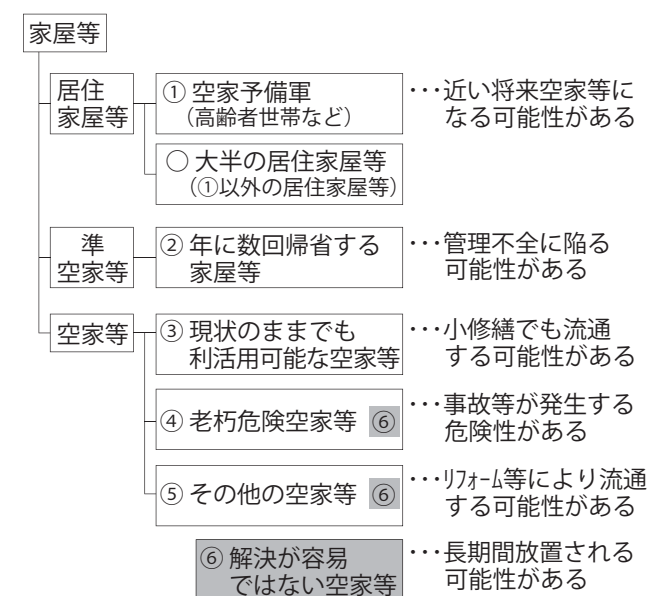 家屋等
居住
家屋等
① 空家予備軍
(高齢者世帯など)
･･･近い将来空家等に
なる可能性がある
○ 大半の居住家屋等
(①以外の居住家屋等)
準
空家等
② 年に数回帰省する
家屋等
･･･管理不全に陥る
可能性がある
空家等
③ 現状のままでも
利活用可能な空家等
･･･小修繕でも流通
する可能性がある
④ 老朽危険空家等 ⑥
･･･事故等が発生する
危険性がある
⑤ その他の空家等 ⑥
･･･ﾘﾌｫｰﾑ等により流通
する可能性がある
⑥ 解決が容易
ではない空家等
･･･長期間放置される
可能性がある